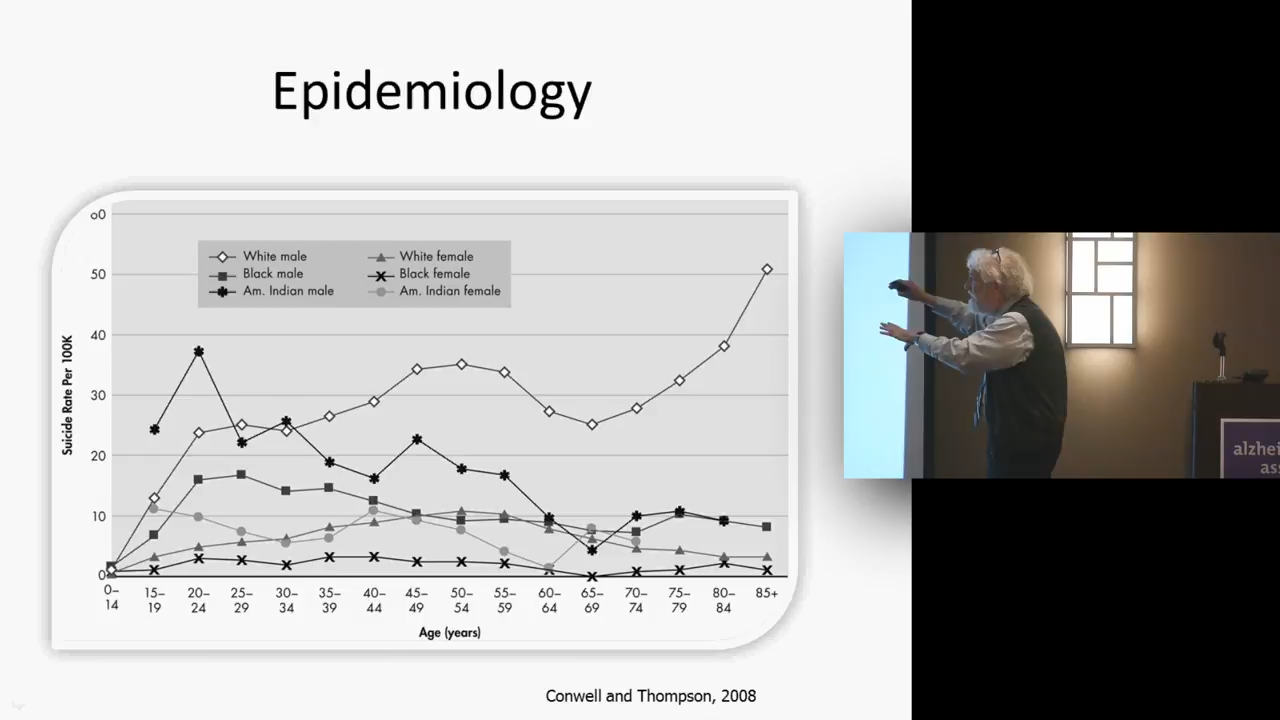 Epidemiology
60
50
40
30
20
10
0
Suicide Rate Per 100K
White male
Black male
Am. Indian male
White female
Black female
Am. Indian female
0– 15– 20– 25– 30– 35– 40– 45– 50– 55– 60– 65– 70– 75– 80– 85+
14 19 24 29 34 39 44 49 54 59 64 69 74 79 84
Age (years)
Conwell and Thompson, 2008
alzhei
ass